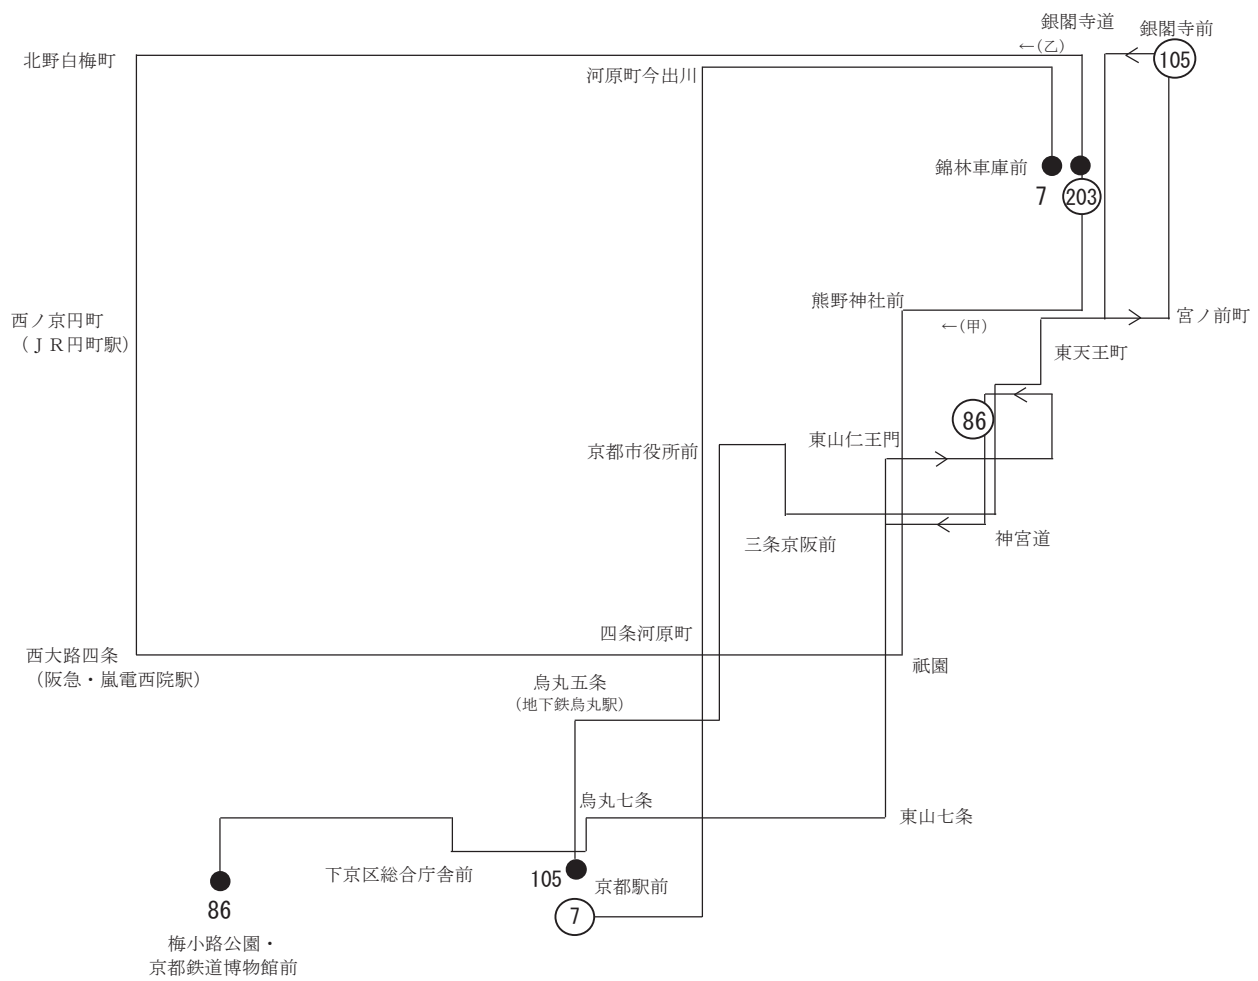 銀閣寺道
銀閣寺前
←(乙)
北野白梅町
105
河原町今出川
錦林車庫前
7
203
熊野神社前
←(甲)
宮ノ前町
西ノ京円町
（ＪＲ円町駅）
東天王町
86
東山仁王門
京都市役所前
神宮道
三条京阪前
四条河原町
西大路四条
（阪急・嵐電西院駅）
祇園
烏丸五条
（地下鉄烏丸駅）
烏丸七条
東山七条
下京区総合庁舎前
105
京都駅前
86
7
梅小路公園・
京都鉄道博物館前